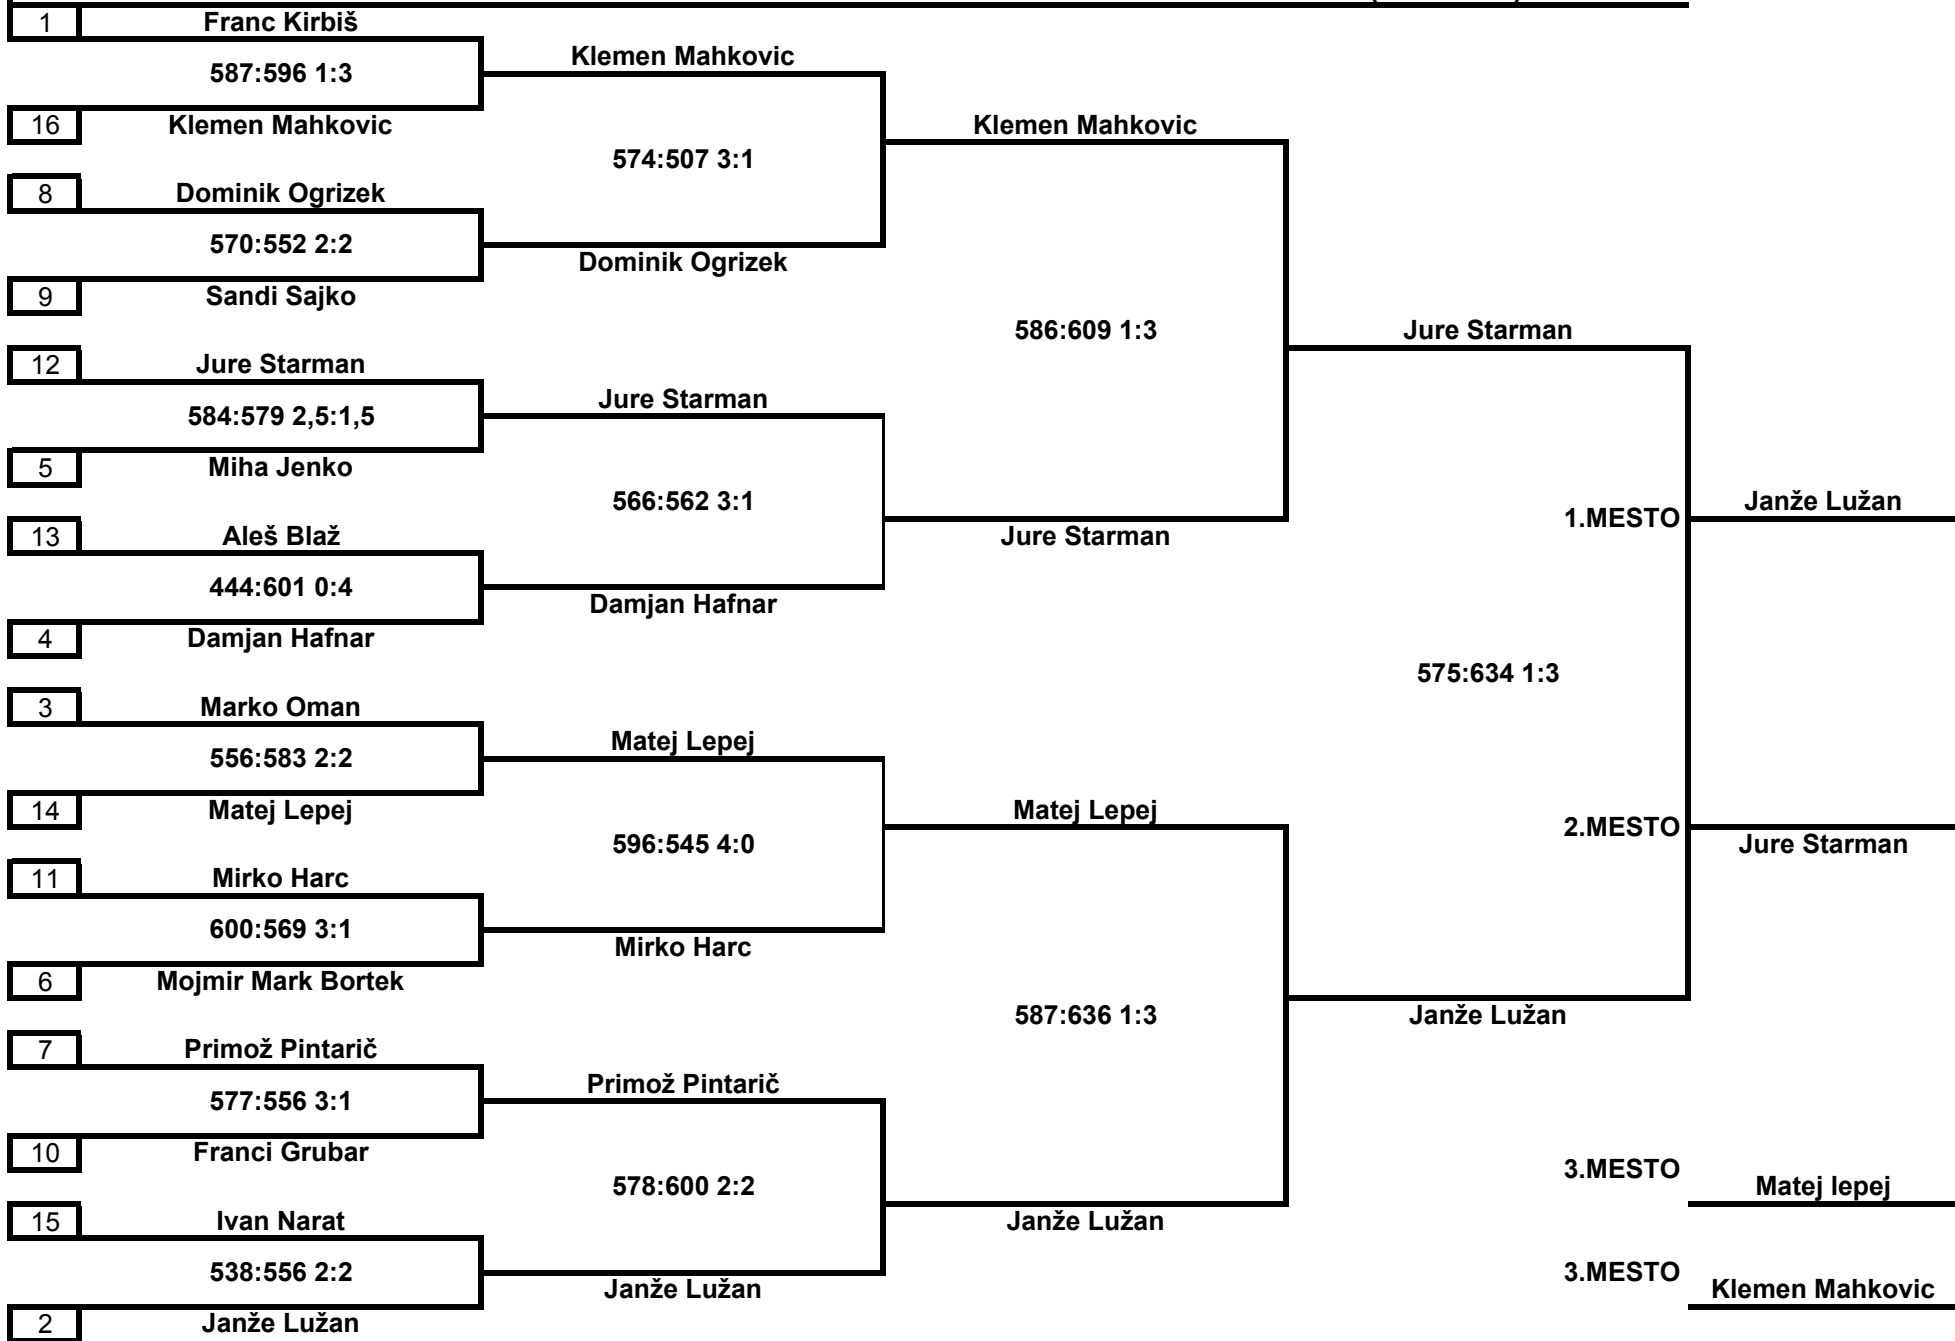 1
Franc Kirbiš
587:596 1:3
16
Klemen Mahkovic
8
Dominik Ogrizek
570:552 2:2
9
Sandi Sajko
12
Jure Starman
584:579 2,5:1,5
5
Miha Jenko
13
Aleš Blaž
444:601 0:4
4
Damjan Hafnar
3
Marko Oman
556:583 2:2
14
Matej Lepej
11
Mirko Harc
600:569 3:1
6
Mojmir Mark Bortek
7
Primož Pintarič
577:556 3:1
10
Franci Grubar
15
Ivan Narat
538:556 2:2
2
Janže Lužan
Klemen Mahkovic
574:507 3:1
Dominik Ogrizek
Jure Starman
566:562 3:1
Damjan Hafnar
Matej Lepej
596:545 4:0
Mirko Harc
Primož Pintarič
578:600 2:2
Janže Lužan
Klemen Mahkovic
586:609 1:3
Jure Starman
Matej Lepej
587:636 1:3
Janže Lužan
Jure Starman
575:634 1:3
Janže Lužan
1.MESTO
Janže Lužan
2.MESTO
Jure Starman
3.MESTO
Matej lepej
3.MESTO
Klemen Mahkovic